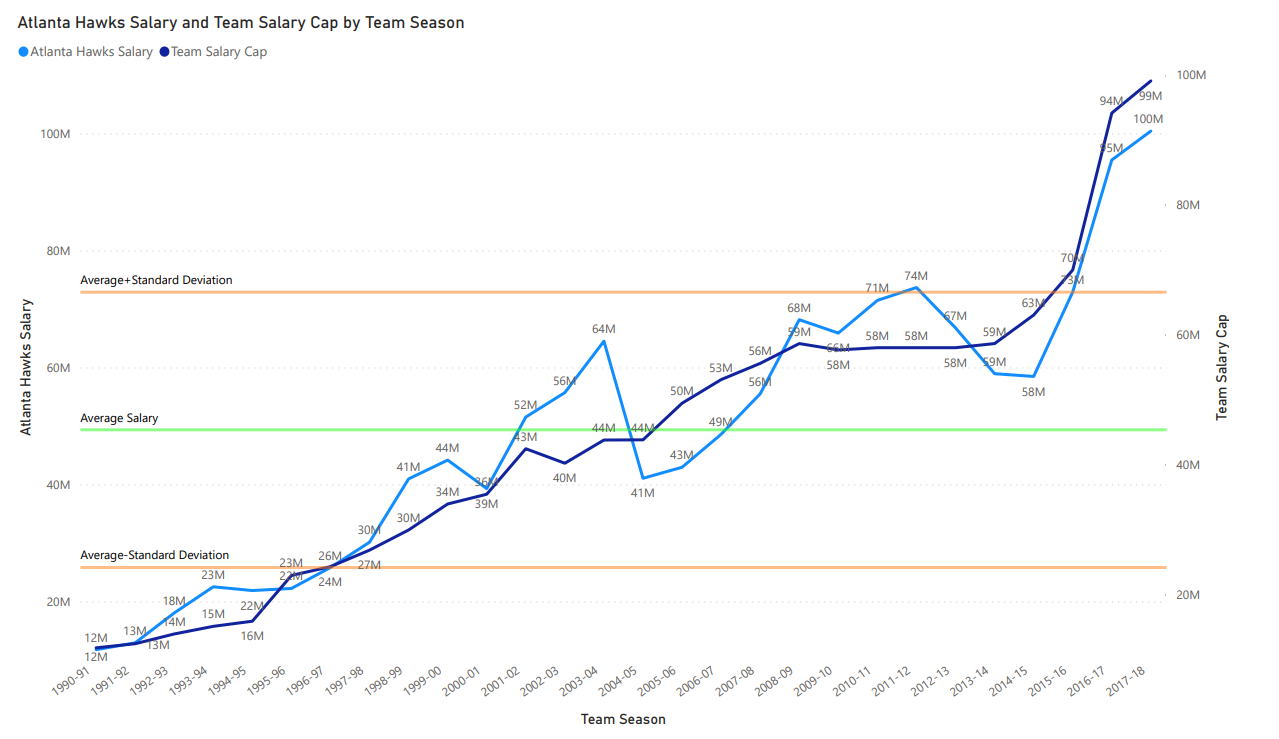 Atlanta Hawks Salary and Team Salary Cap by Team Season
Atlanta Hawks Salary Team Salary Cap
100M
80M
60M
40M
20M
Atlanta Hawks Salary
100M
80M
60M
40M
20M
Team Salary Cap
Average+Standard Deviation
Average Salary
Average-Standard Deviation
12M
13M
18M
23M
22M
22M
24M
30M
41M
44M
39M
52M
56M
64M
41M
43M
49M
56M
68M
66M
71M
74M
67M
59M
58M
73M
95M
100M
12M
13M
14M
15M
16M
23M
26M
27M
30M
34M
36M
43M
40M
44M
44M
50M
53M
56M
59M
58M
58M
58M
58M
59M
63M
70M
94M
99M
1990-91
1991-92
1992-93
1993-94
1994-95
1995-96
1996-97
1997-98
1998-99
1999-00
2000-01
2001-02
2002-03
2003-04
2004-05
2005-06
2006-07
2007-08
2008-09
2009-10
2010-11
2011-12
2012-13
2013-14
2014-15
2015-16
2016-17
2017-18
Team Season